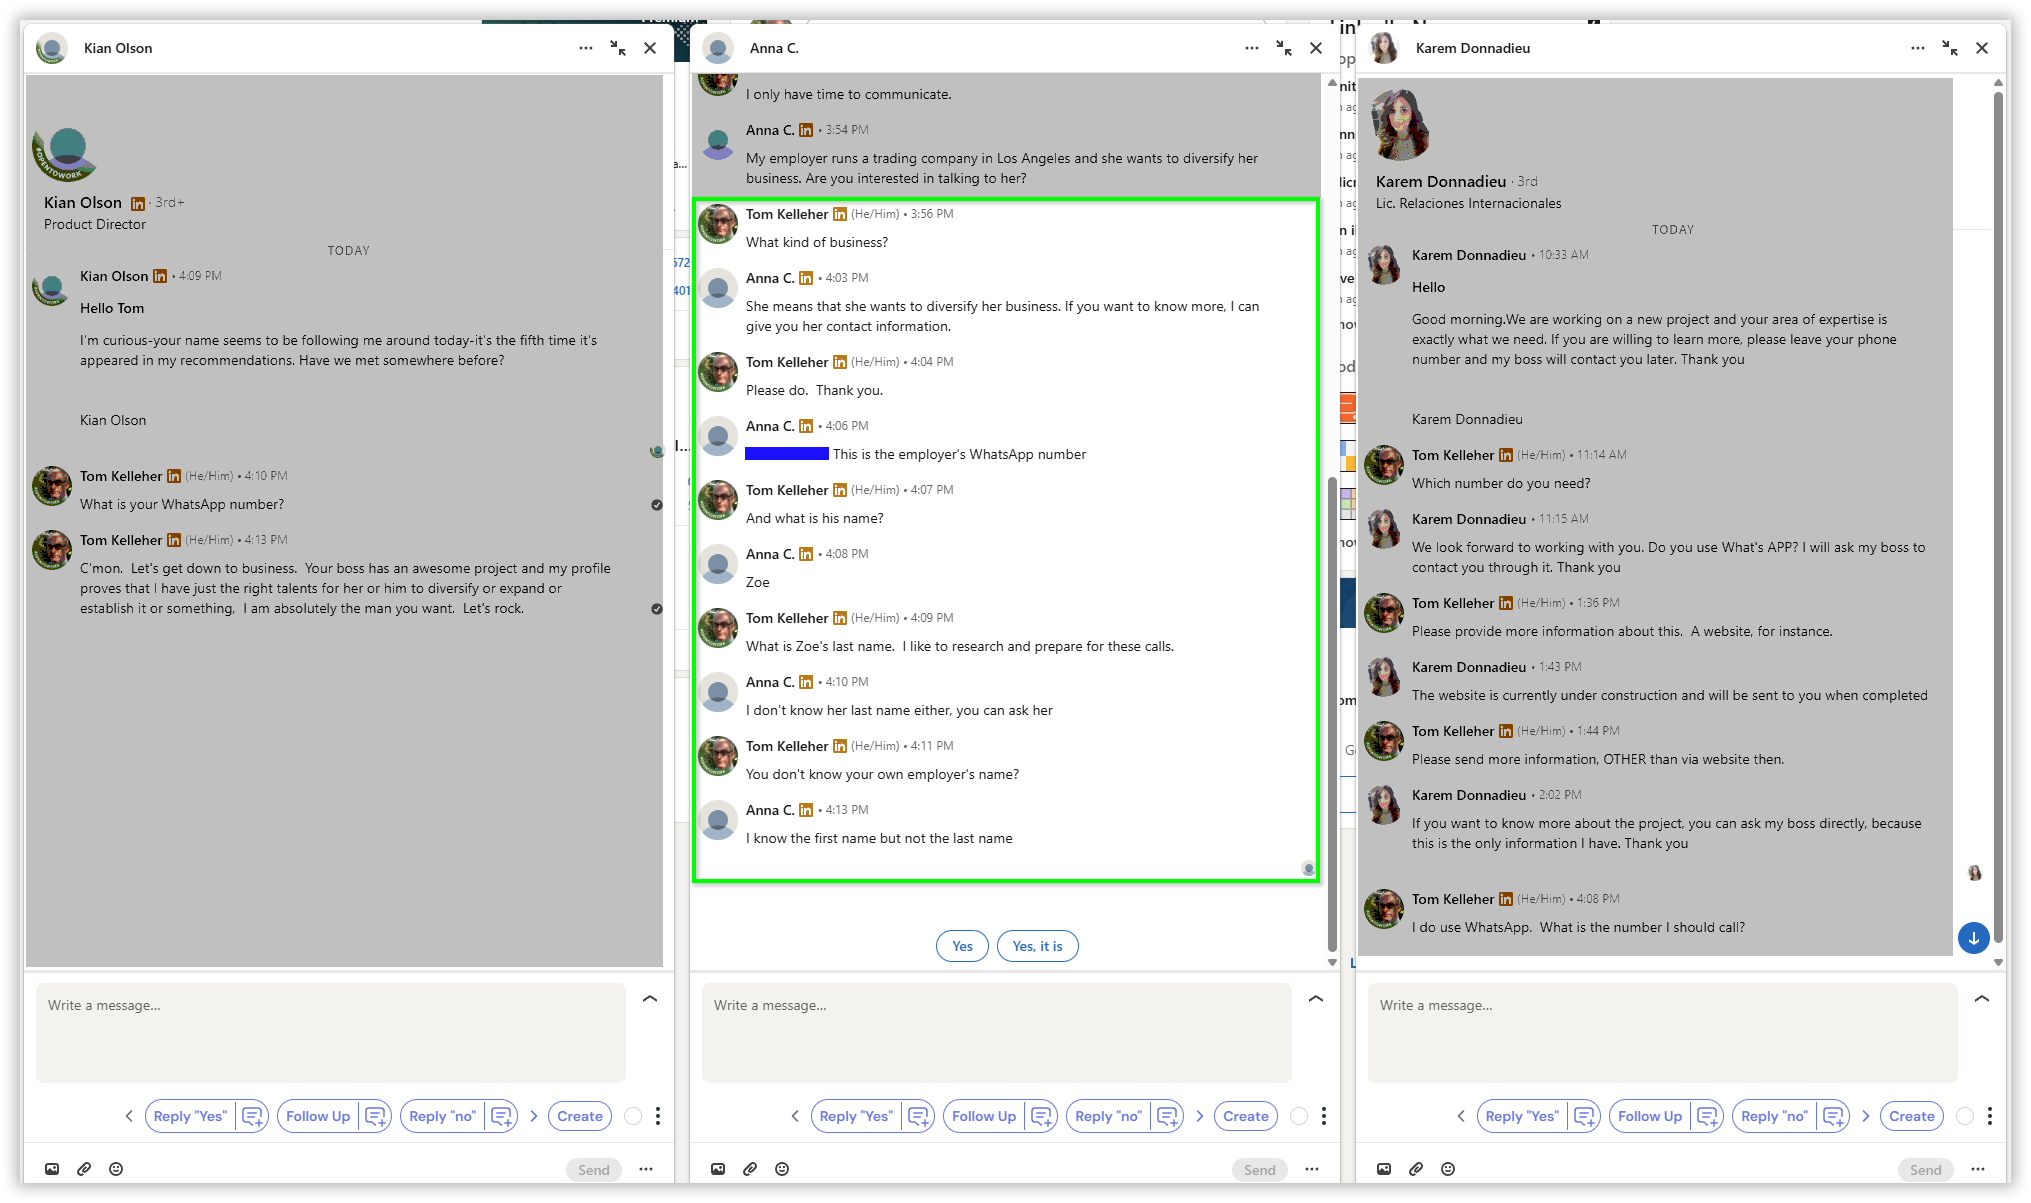 Kian Olson
Kian Olson in · 3rd+
Product Director
TODAY
Kian Olson in • 4:09 PM
Hello Tom
I'm curious-your name seems to be following me around today-it's the fifth time it's
appeared in my recommendations. Have we met somewhere before?
Kian Olson
Tom Kelleher in (He/Him) • 4:10 PM
What is your WhatsApp number?
Tom Kelleher in (He/Him) • 4:13 PM
C'mon.  Let's get down to business.  Your boss has an awesome project and my profile
proves that I have just the right talents for her or him to diversify or expand or
establish it or something,  I am absolutely the man you want.  Let's rock.
Write a message...
Reply "Yes"
Follow Up
Reply "no"
Create
Send
Anna C.
I only have time to communicate.
Anna C. in • 3:54 PM
My employer runs a trading company in Los Angeles and she wants to diversify her
business. Are you interested in talking to her?
Tom Kelleher in (He/Him) • 3:56 PM
What kind of business?
Anna C. in • 4:03 PM
She means that she wants to diversify her business. If you want to know more, I can
give you her contact information.
Tom Kelleher in (He/Him) • 4:04 PM
Please do.  Thank you.
Anna C. in • 4:06 PM
This is the employer's WhatsApp number
Tom Kelleher in (He/Him) • 4:07 PM
And what is his name?
Anna C. in • 4:08 PM
Zoe
Tom Kelleher in (He/Him) • 4:09 PM
What is Zoe's last name.  I like to research and prepare for these calls.
Anna C. in • 4:10 PM
I don't know her last name either, you can ask her
Tom Kelleher in (He/Him) • 4:11 PM
You don't know your own employer's name?
Anna C. in • 4:13 PM
I know the first name but not the last name
Yes
Yes, it is
Write a message...
Reply "Yes"
Follow Up
Reply "no"
Create
Send
Karem Donnadieu
Karem Donnadieu · 3rd
Lic. Relaciones Internacionales
TODAY
Karem Donnadieu • 10:33 AM
Hello
Good morning.We are working on a new project and your area of expertise is
exactly what we need. If you are willing to learn more, please leave your phone
number and my boss will contact you later. Thank you
Karem Donnadieu
Tom Kelleher in (He/Him) • 11:14 AM
Which number do you need?
Karem Donnadieu • 11:15 AM
We look forward to working with you. Do you use What's APP? I will ask my boss to
contact you through it. Thank you
Tom Kelleher in (He/Him) • 1:36 PM
Please provide more information about this.  A website, for instance.
Karem Donnadieu • 1:43 PM
The website is currently under construction and will be sent to you when completed
Tom Kelleher in (He/Him) • 1:44 PM
Please send more information, OTHER than via website then.
Karem Donnadieu • 2:02 PM
If you want to know more about the project, you can ask my boss directly, because
this is the only information I have. Thank you
Tom Kelleher in (He/Him) • 4:08 PM
I do use WhatsApp.  What is the number I should call?
Write a message...
Reply "Yes"
Follow Up
Reply "no"
Create
Send